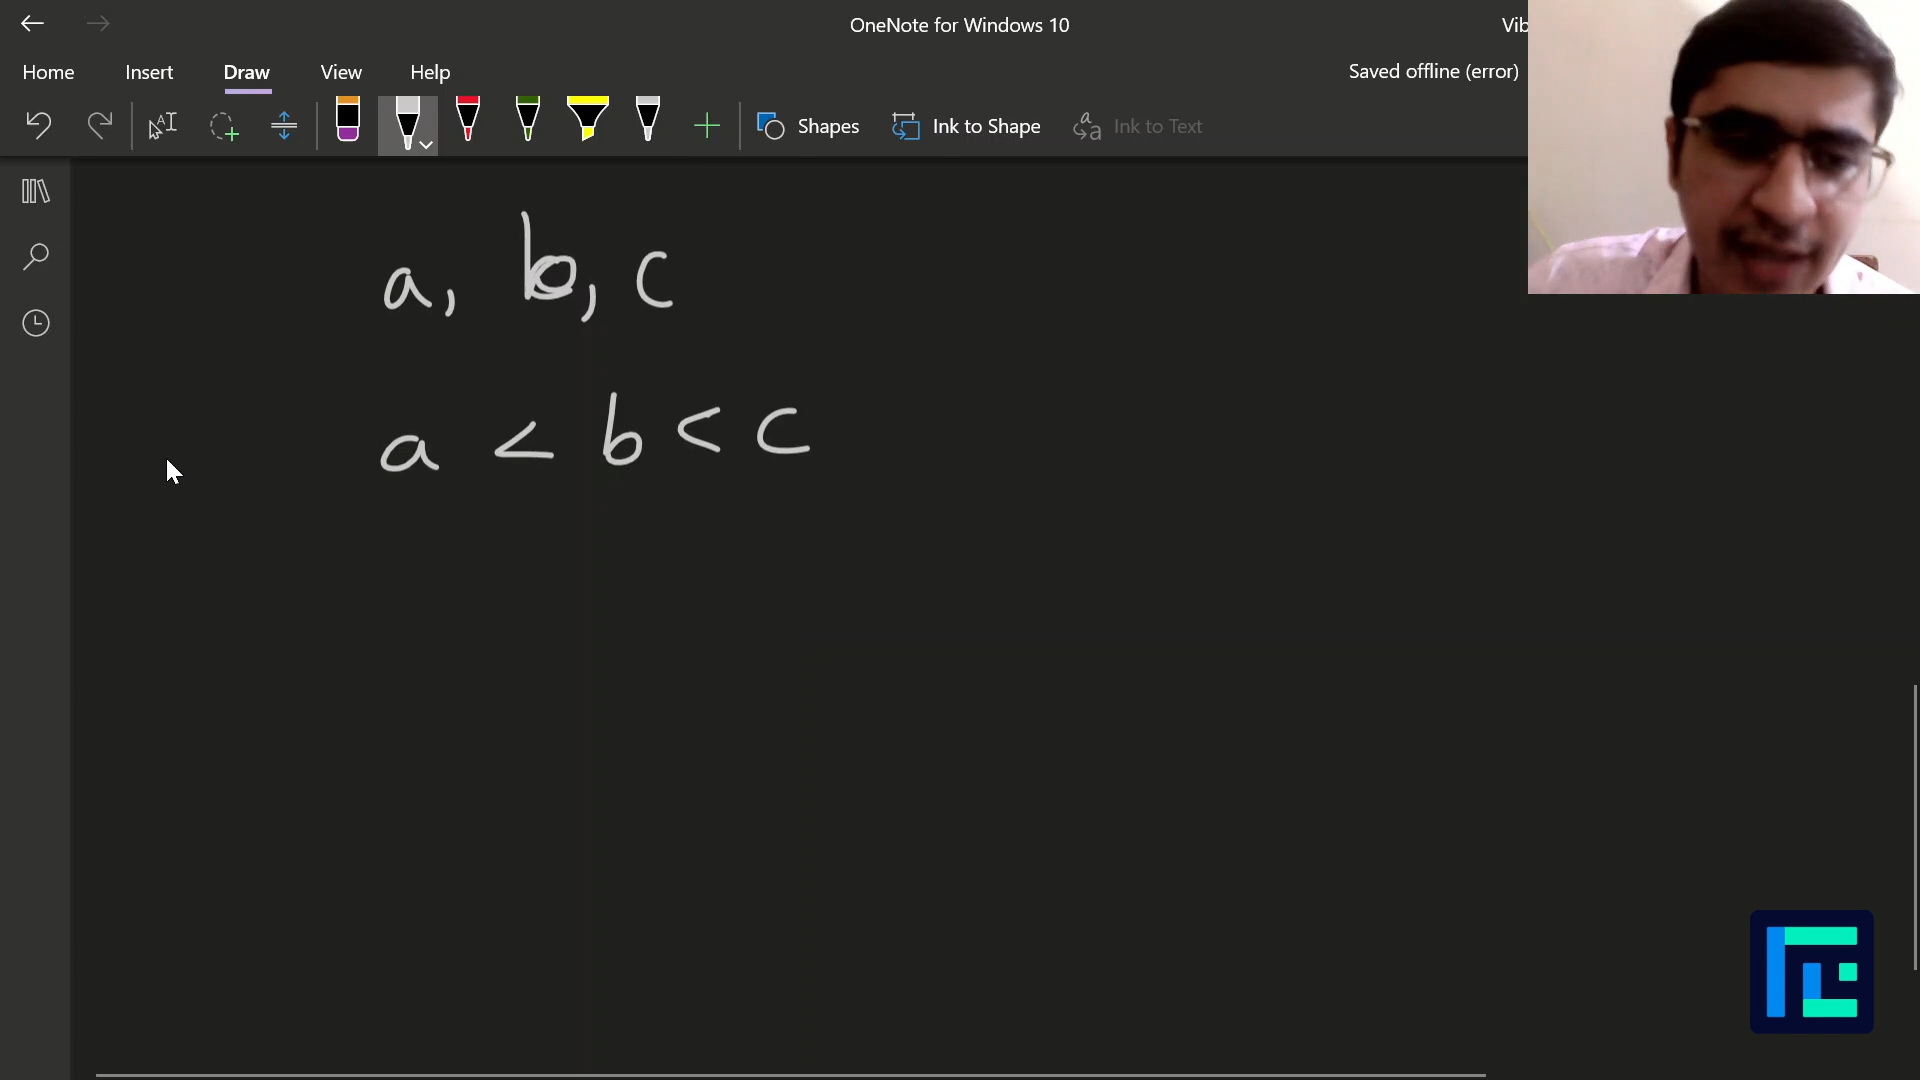 OneNote for Windows 10
Vib
Home Insert Draw View Help
Saved offline (error)
Shapes Ink to Shape Ink to Text
a, b, c
a < b < c